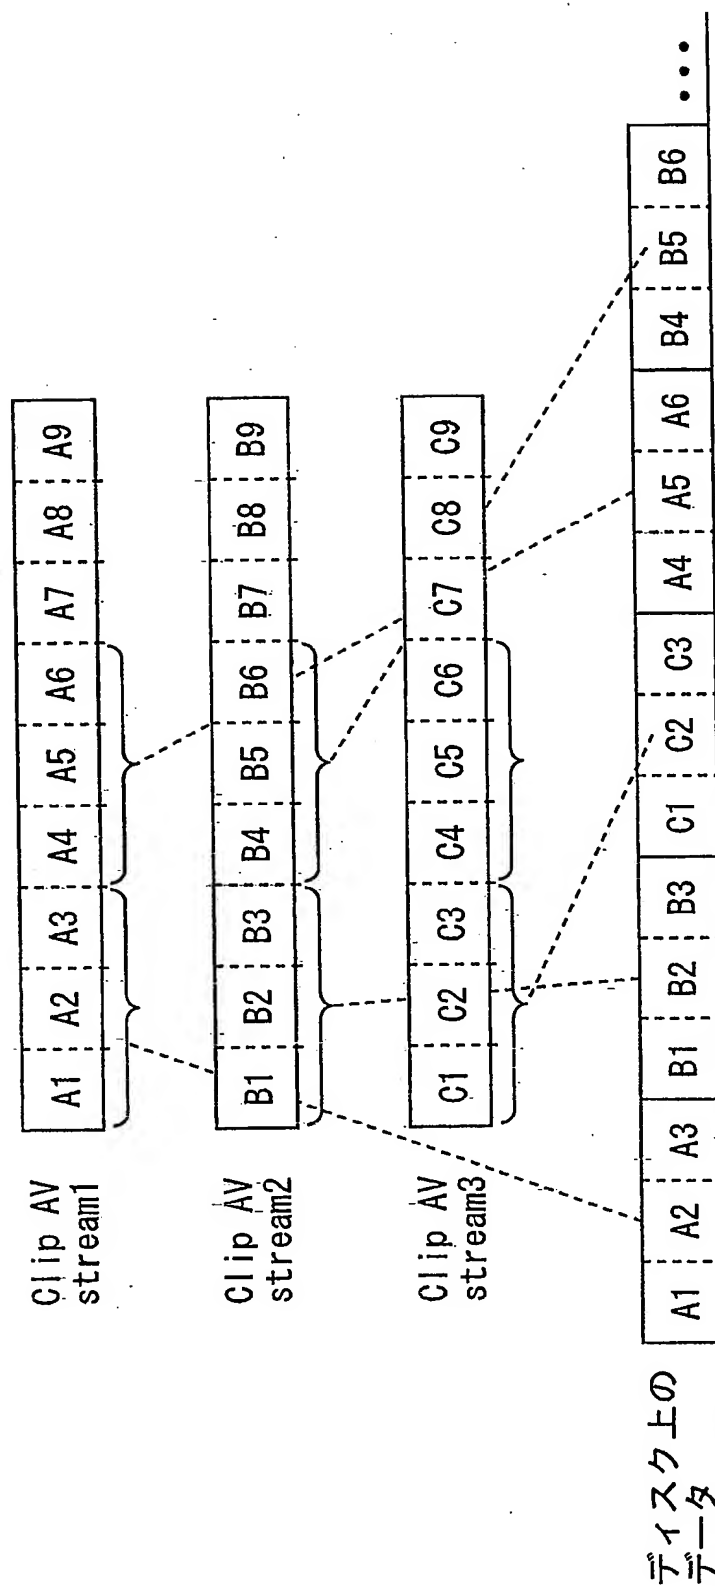 Clip AV
stream1
A1 A2 A3 A4 A5 A6 A7 A8 A9
Clip AV
stream2
B1 B2 B3 B4 B5 B6 B7 B8 B9
Clip AV
stream3
C1 C2 C3 C4 C5 C6 C7 C8 C9
ディスク上の
データ
A1 A2 A3 B1 B2 B3 C1 C2 C3 A4 A5 A6 B4 B5 B6 •••